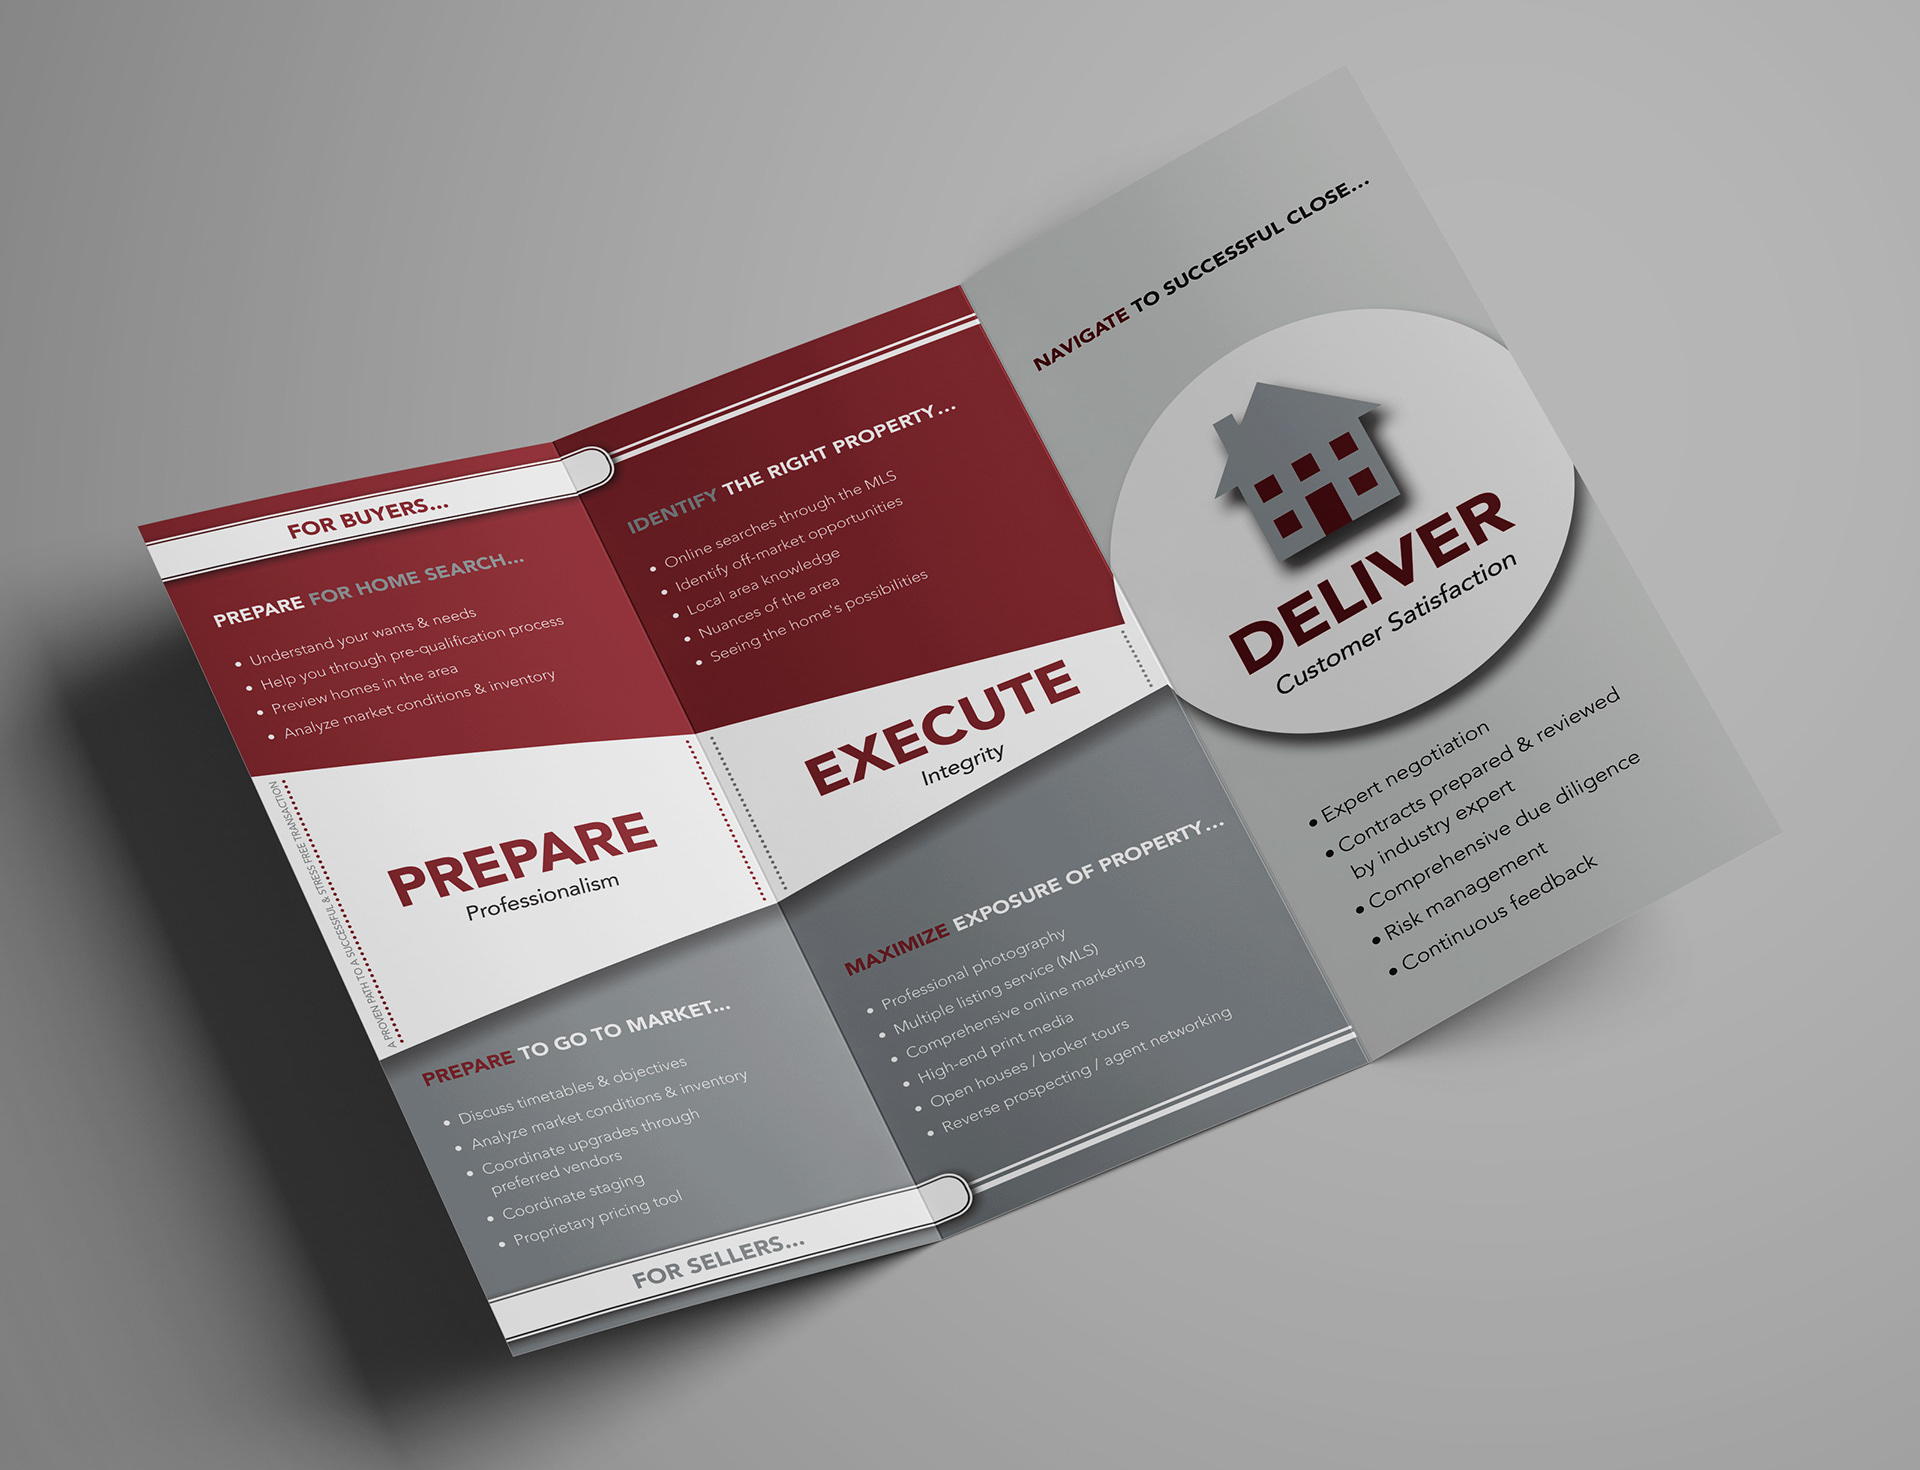 FOR BUYERS...
PREPARE FOR HOME SEARCH...
• Understand your wants & needs
• Help you through pre-qualification process
• Preview homes in the area
• Analyze market conditions & inventory
A PROVEN PATH TO A SUCCESSFUL & STRESS FREE TRANSACTION
PREPARE
Professionalism
PREPARE TO GO TO MARKET...
• Discuss timetables & objectives
• Analyze market conditions & inventory
• Coordinate upgrades through
preferred vendors
• Coordinate staging
• Proprietary pricing tool
FOR SELLERS...
IDENTIFY THE RIGHT PROPERTY...
• Online searches through the MLS
• Identify off-market opportunities
• Local area knowledge
• Nuances of the area
• Seeing the home's possibilities
EXECUTE
Integrity
MAXIMIZE EXPOSURE OF PROPERTY...
• Professional photography
• Multiple listing service (MLS)
• Comprehensive online marketing
• High-end print media
• Open houses / broker tours
• Reverse prospecting / agent networking
NAVIGATE TO SUCCESSFUL CLOSE...
DELIVER
Customer Satisfaction
• Expert negotiation
• Contracts prepared & reviewed
by industry expert
• Comprehensive due diligence
• Risk management
• Continuous feedback